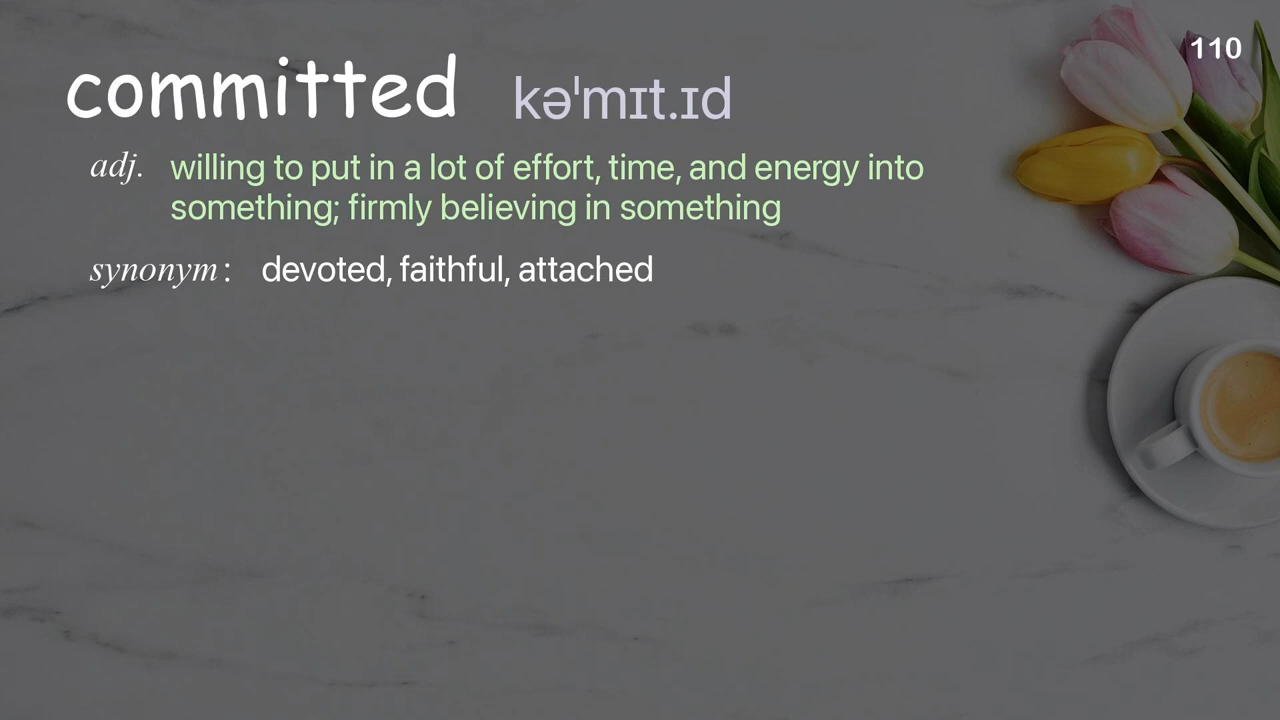 110
committed kəˈmɪt.ɪd
adj. willing to put in a lot of effort, time, and energy into
something; firmly believing in something
synonym: devoted, faithful, attached